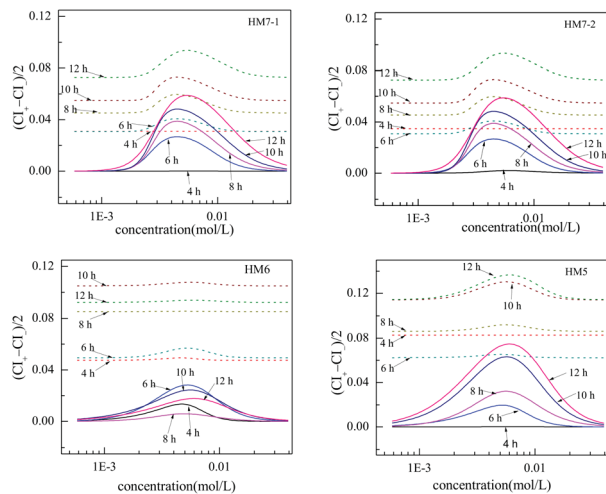 HM7-1
0.12
12 h
0.08
10 h
8 h
0.04
6 h
4 h
12 h
10 h
6 h
8 h
0.00
4 h
1E-3
0.01
concentration(mol/L)
(CI+−CI−)/2
HM7-2
0.12
12 h
0.08
10 h
8 h
4 h
0.04
6 h
12 h
10 h
6 h
8 h
0.00
4 h
1E-3
0.01
concentration(mol/L)
(CI+−CI−)/2
HM6
0.12
10 h
12 h
0.08
8 h
6 h
0.04
4 h
6 h
10 h
12 h
0.00
8 h
4 h
1E-3
0.01
concentration(mol/L)
(CI+−CI−)/2
HM5
0.15
12 h
10 h
0.10
8 h
4 h
6 h
0.05
12 h
8 h
10 h
6 h
0.00
4 h
1E-3
0.01
concentration(mol/L)
(CI+−CI−)/2